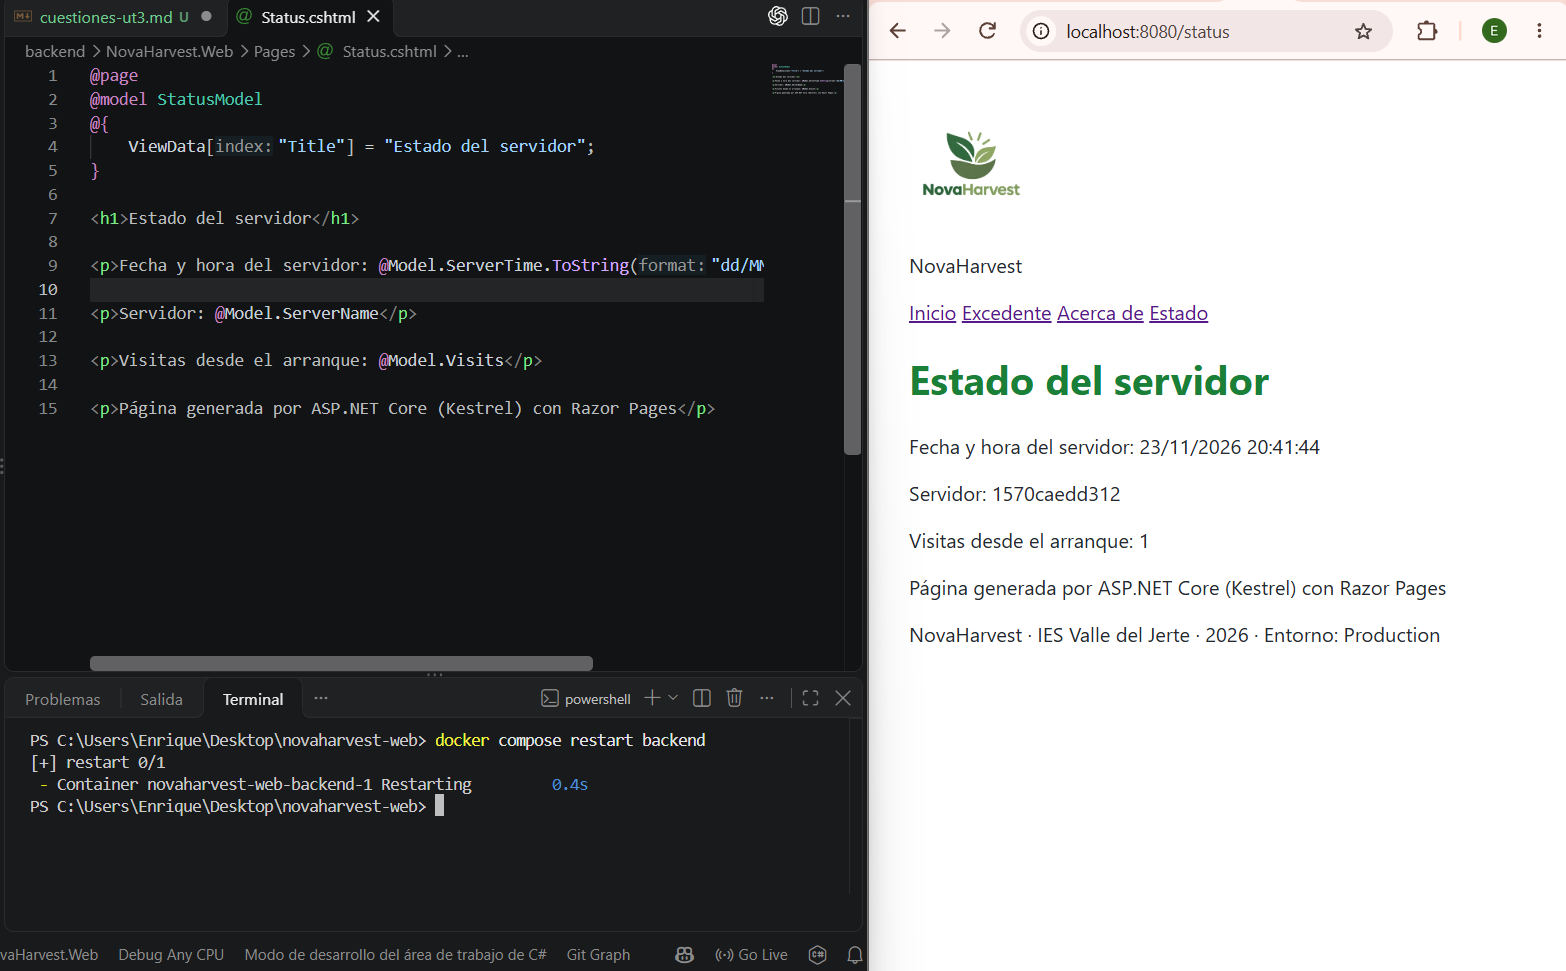 cuestiones-ut3.md U
Status.cshtml
backend > NovaHarvest.Web > Pages > Status.cshtml > ...
1 @page
2 @model StatusModel
3 @{
4 ViewData[index: "Title"] = "Estado del servidor";
5 }
6
7 <h1>Estado del servidor</h1>
8
9 <p>Fecha y hora del servidor: @Model.ServerTime.ToString(format: "dd/MM
10
11 <p>Servidor: @Model.ServerName</p>
12
13 <p>Visitas desde el arranque: @Model.Visits</p>
14
15 <p>Página generada por ASP.NET Core (Kestrel) con Razor Pages</p>
Problemas Salida Terminal ... powershell
PS C:\Users\Enrique\Desktop\novaharvest-web> docker compose restart backend
[+] restart 0/1
- Container novaharvest-web-backend-1 Restarting 0.4s
PS C:\Users\Enrique\Desktop\novaharvest-web>
vaHarvest.Web Debug Any CPU Modo de desarrollo del área de trabajo de C# Git Graph Go Live
localhost:8080/status
E
NovaHarvest
NovaHarvest
Inicio Excedente Acerca de Estado
Estado del servidor
Fecha y hora del servidor: 23/11/2026 20:41:44
Servidor: 1570caedd312
Visitas desde el arranque: 1
Página generada por ASP.NET Core (Kestrel) con Razor Pages
NovaHarvest · IES Valle del Jerte · 2026 · Entorno: Production